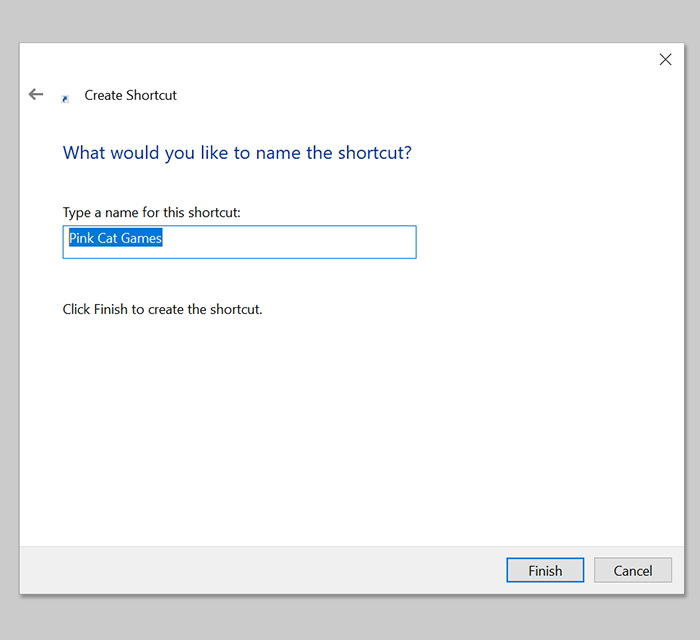 Create Shortcut
What would you like to name the shortcut?
Type a name for this shortcut:
Pink Cat Games
Click Finish to create the shortcut.
Finish
Cancel